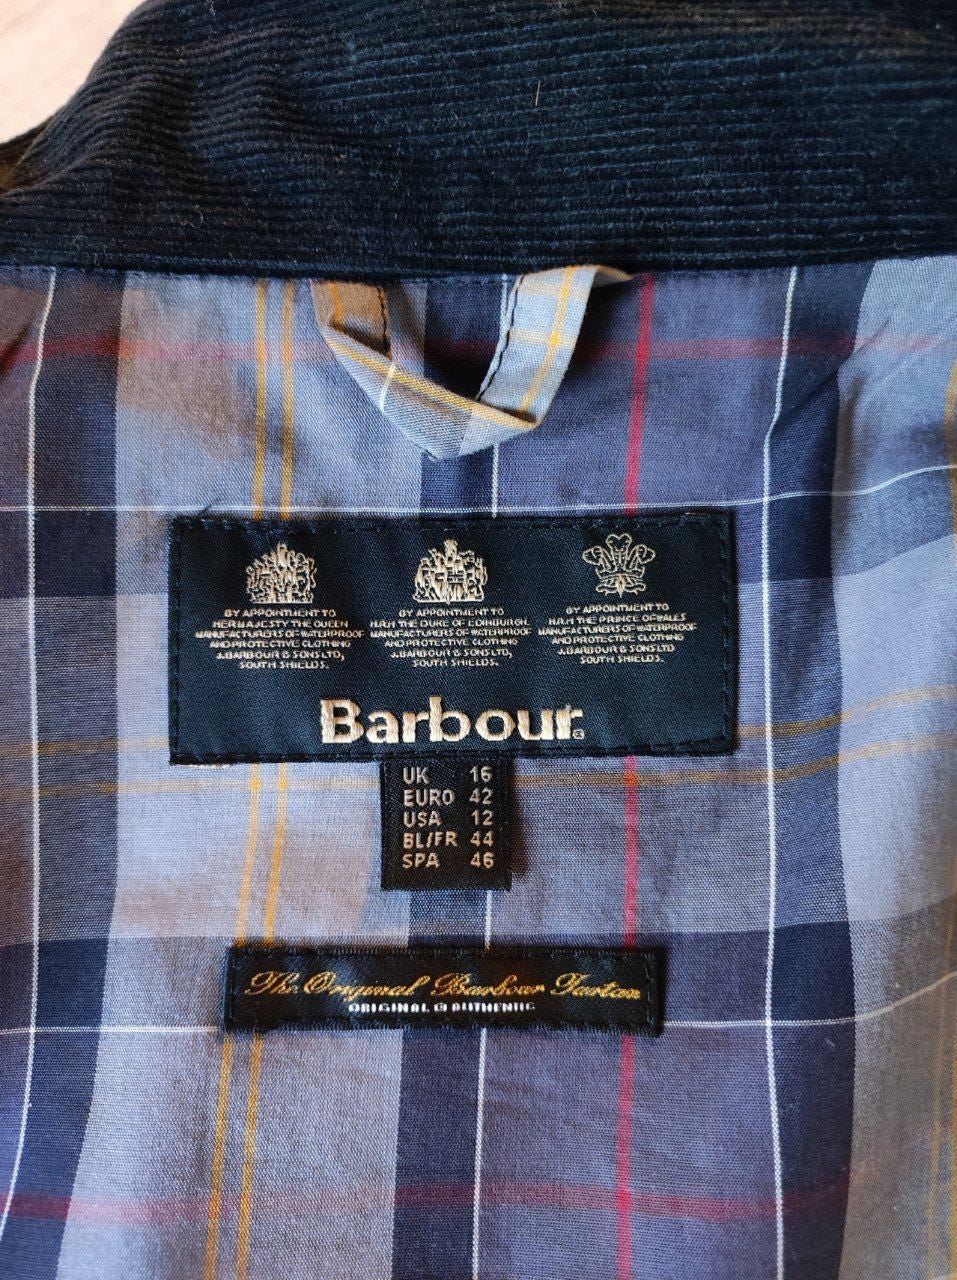 BY APPOINTMENT TO
HER MAJESTY THE QUEEN
MANUFACTURERS OF WATERPROOF
AND PROTECTIVE CLOTHING
J.BARBOUR & SONS LTD,
SOUTH SHIELDS.
BY APPOINTMENT TO
H.R.H THE DUKE OF EDINBURGH
MANUFACTURERS OF WATERPROOF
AND PROTECTIVE CLOTHING
J.BARBOUR & SONS LTD
SOUTH SHIELDS.
BY APPOINTMENT TO
H.R.H THE PRINCE OF WALES
MANUFACTURERS OF WATERPROOF
AND PROTECTIVE CLOTHING
J.BARBOUR & SONS LTD
SOUTH SHIELDS.
Barbour
UK 16
EURO 42
USA 12
BL/FR 44
SPA 46
The Original Barbour Tartan
ORIGINAL & AUTHENTIC